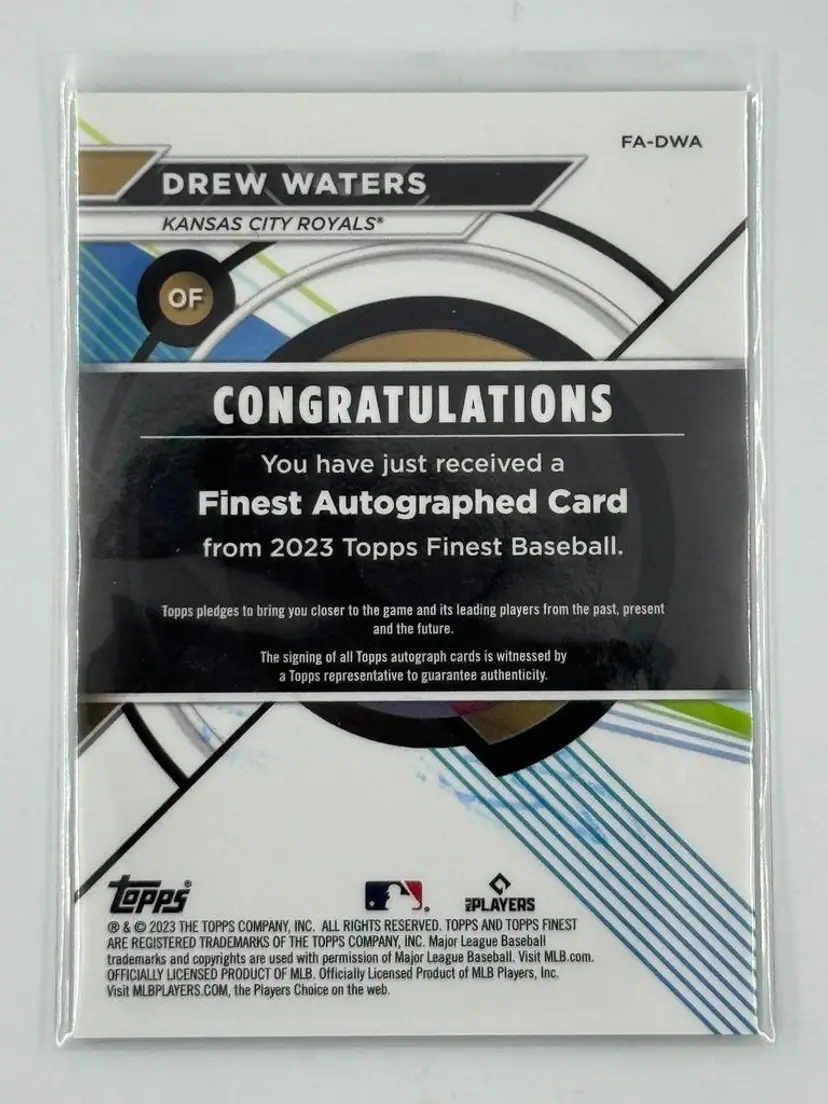 FA-DWA
DREW WATERS
KANSAS CITY ROYALS®
OF
CONGRATULATIONS
You have just received a
Finest Autographed Card
from 2023 Topps Finest Baseball.
Topps pledges to bring you closer to the game and its leading players from the past, present
and the future.
The signing of all Topps autograph cards is witnessed by
a Topps representative to guarantee authenticity.
Topps®
MLB PLAYERS
® & © 2023 THE TOPPS COMPANY, INC. ALL RIGHTS RESERVED. TOPPS AND TOPPS FINEST
ARE REGISTERED TRADEMARKS OF THE TOPPS COMPANY, INC. Major League Baseball
trademarks and copyrights are used with permission of Major League Baseball. Visit MLB.com.
OFFICIALLY LICENSED PRODUCT OF MLB. Officially Licensed Product of MLB Players, Inc.
Visit MLBPLAYERS.COM, the Players Choice on the web.